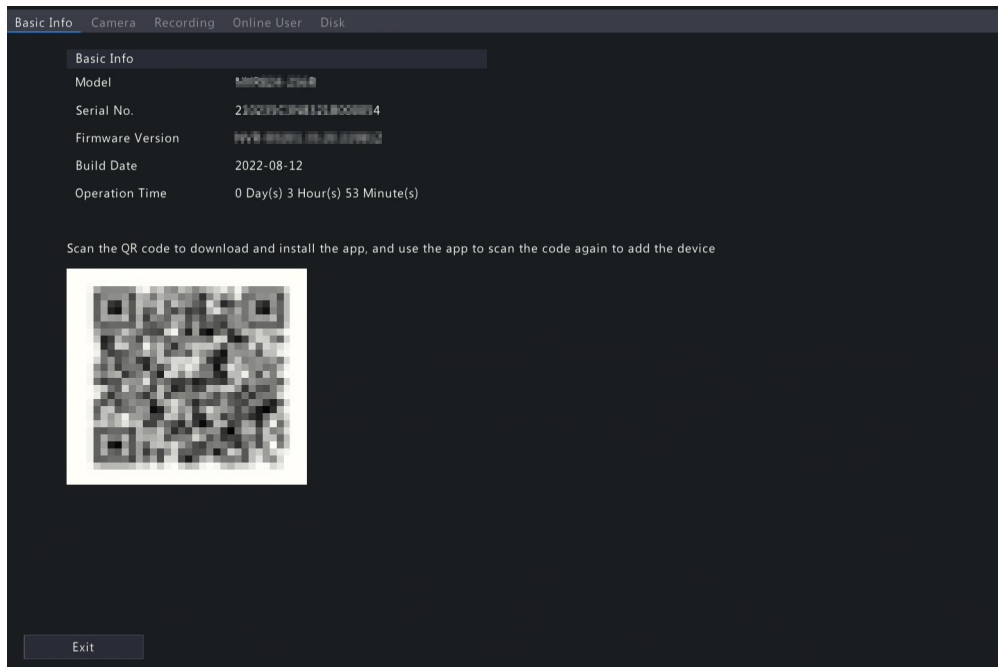 Basic Info Camera Recording Online User Disk
Basic Info
Model
Serial No.
Firmware Version
Build Date 2022-08-12
Operation Time 0 Day(s) 3 Hour(s) 53 Minute(s)
Scan the QR code to download and install the app, and use the app to scan the code again to add the device
Exit